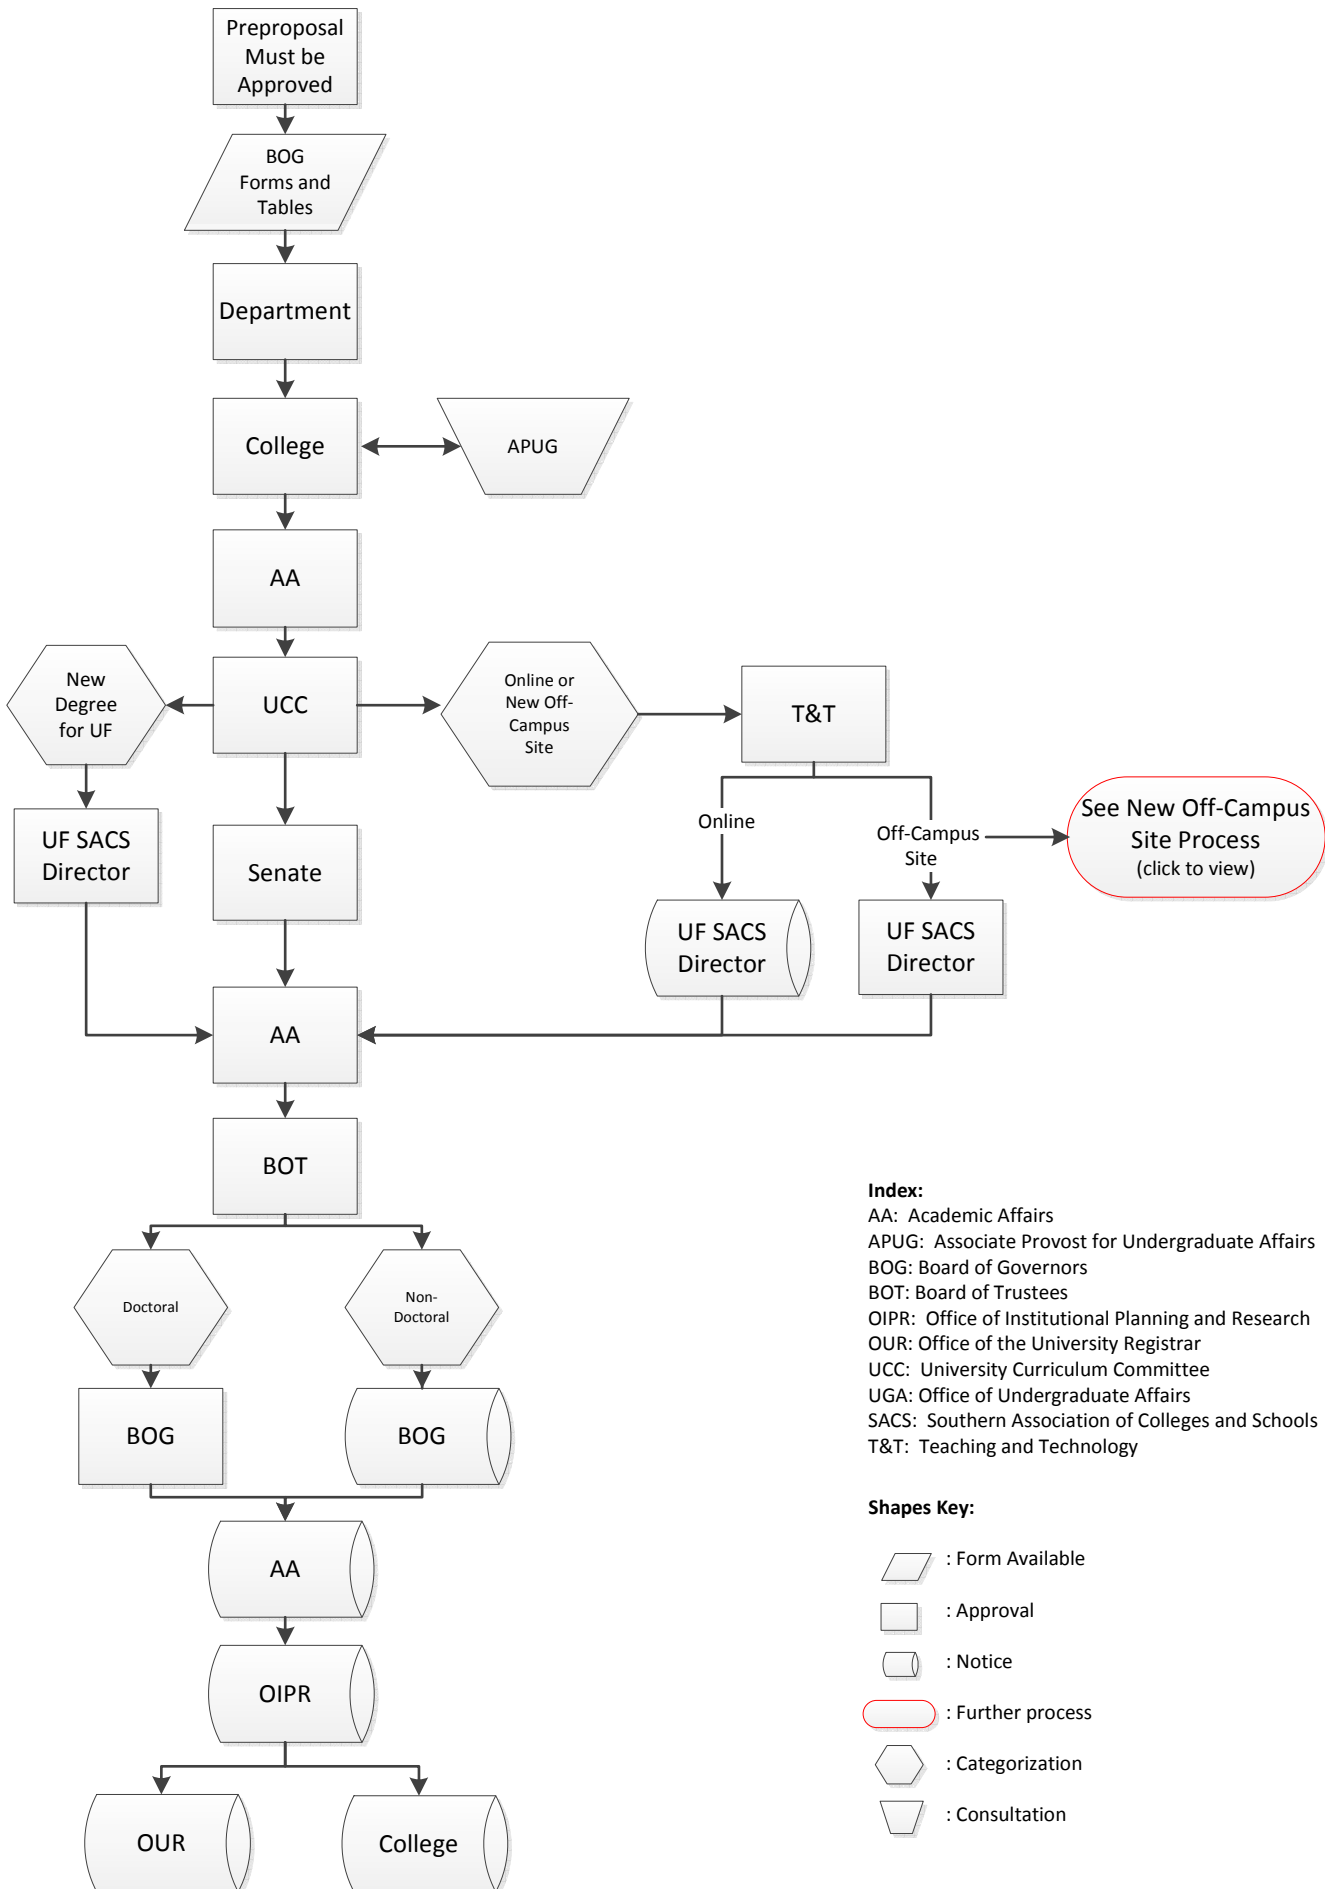 Preproposal
Must be
Approved
BOG
Forms and
Tables
Department
College
APUG
AA
New
Degree
for UF
UCC
Online or
New Off-
Campus
Site
T&T
UF SACS
Director
Senate
Online
Off-Campus
Site
See New Off-Campus
Site Process
(click to view)
UF SACS
Director
UF SACS
Director
AA
BOT
Doctoral
Non-
Doctoral
BOG
BOG
AA
OIPR
OUR
College
Index:
AA:  Academic Affairs
APUG:  Associate Provost for Undergraduate Affairs
BOG: Board of Governors
BOT: Board of Trustees
OIPR:  Office of Institutional Planning and Research
OUR: Office of the University Registrar
UCC:  University Curriculum Committee
UGA: Office of Undergraduate Affairs
SACS:  Southern Association of Colleges and Schools
T&T:  Teaching and Technology
Shapes Key:
: Form Available
: Approval
: Notice
: Further process
: Categorization
: Consultation